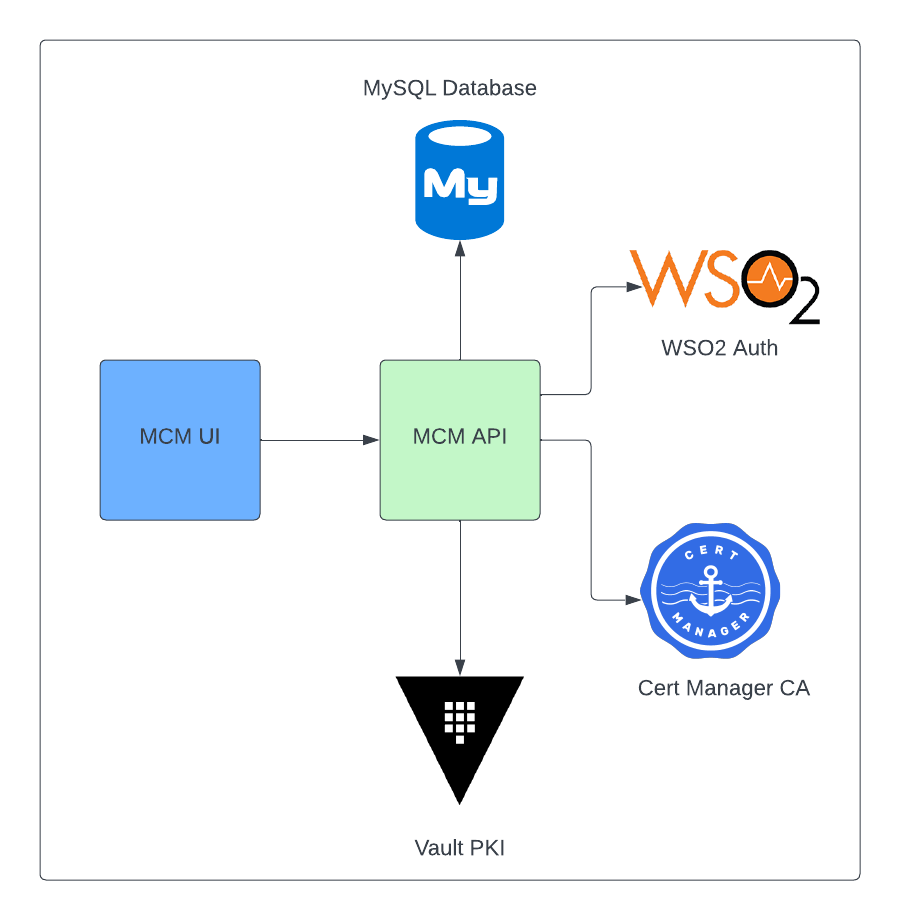 MySQL Database
My
WSO2
WSO2 Auth
MCM UI
MCM API
CERT
MANAGER
Cert Manager CA
Vault PKI